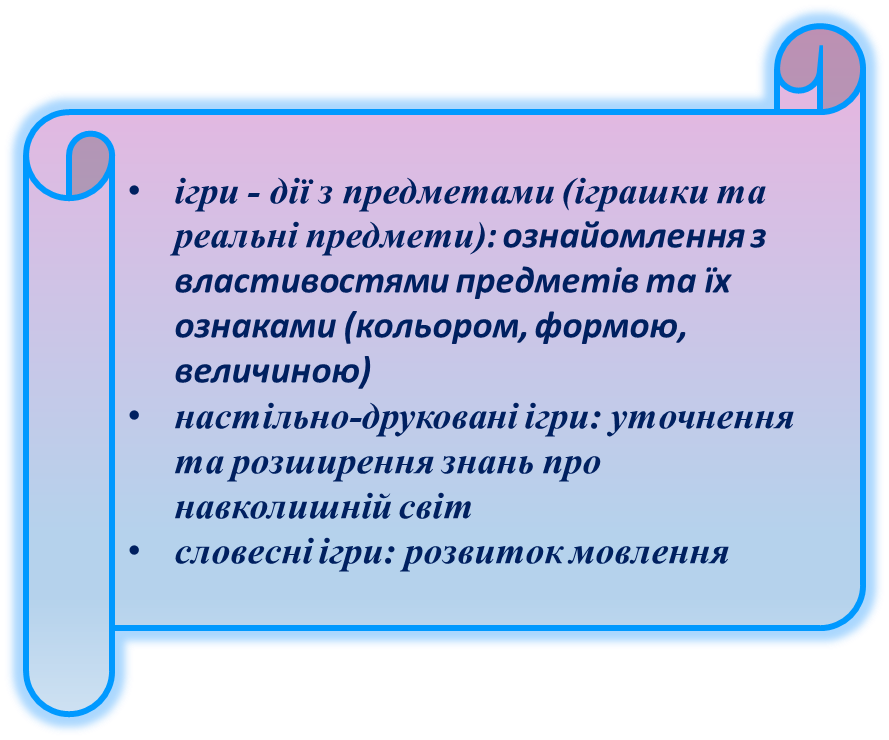 • ігри - дії з предметами (іграшки та
реальні предмети): ознайомлення з
властивостями предметів та їх
ознаками (кольором, формою,
величиною)
• настільно-друковані ігри: уточнення
та розширення знань про
навколишній світ
• словесні ігри: розвиток мовлення